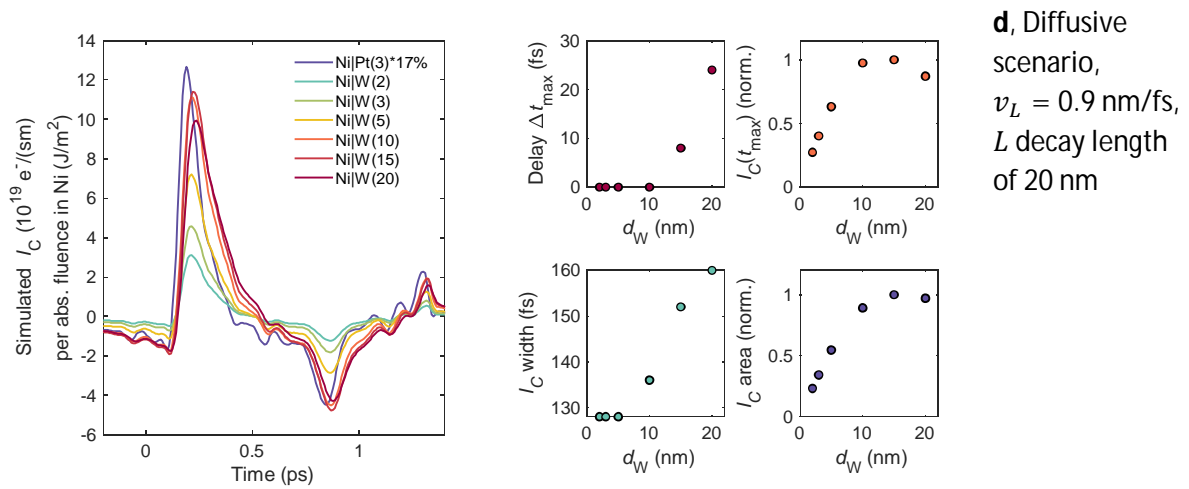 Simulated I_C (10^19 e^-/(sm)
per abs. fluence in Ni (J/m^2)
14
12
10
8
6
4
2
0
-2
-4
-6
0
0.5
1
Time (ps)
Ni|Pt(3)*17%
Ni|W(2)
Ni|W(3)
Ni|W(5)
Ni|W(10)
Ni|W(15)
Ni|W(20)
Delay Δt_max (fs)
30
20
10
0
0
10
20
d_W (nm)
I_C(t_max) (norm.)
1
0.5
0
0
10
20
d_W (nm)
I_C width (fs)
160
150
140
130
0
10
20
d_W (nm)
I_C area (norm.)
1
0.5
0
0
10
20
d_W (nm)
d, Diffusive
scenario,
v_L = 0.9 nm/fs,
L decay length
of 20 nm